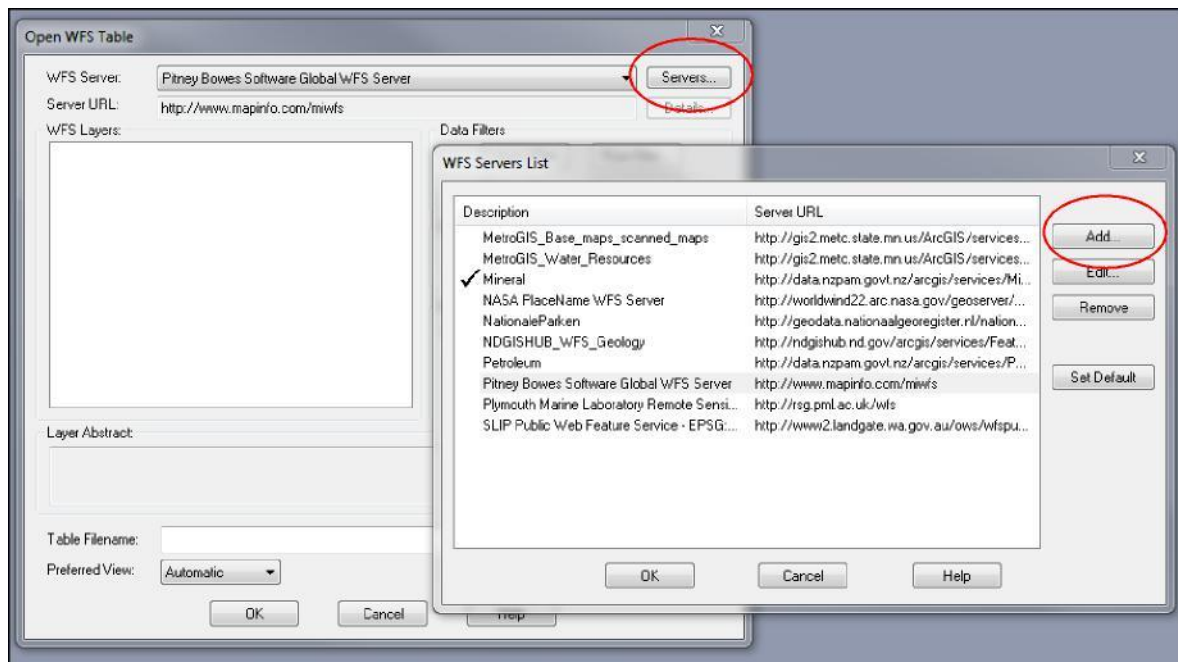 Open WFS Table
WFS Server: Pitney Bowes Software Global WFS Server Servers...
Server URL: http://www.mapinfo.com/miwfs Details...
WFS Layers:
Data Filters
Layer Abstract:
Table Filename:
Preferred View: Automatic
OK Cancel Help
WFS Servers List
Description Server URL
MetroGIS_Base_maps_scanned_maps http://gis2.metc.state.mn.us/ArcGIS/services...
MetroGIS_Water_Resources http://gis2.metc.state.mn.us/ArcGIS/services...
Mineral http://data.nzpam.govt.nz/arcgis/services/Mi...
NASA PlaceName WFS Server http://worldwind22.arc.nasa.gov/geoserver/...
NationaleParken http://geodata.nationaalgeoregister.nl/nation...
NDGISHUB_WFS_Geology http://ndgishub.nd.gov/arcgis/services/Feat...
Petroleum http://data.nzpam.govt.nz/arcgis/services/P...
Pitney Bowes Software Global WFS Server http://www.mapinfo.com/miwfs
Plymouth Marine Laboratory Remote Sensi... http://rsg.pml.ac.uk/wfs
SLIP Public Web Feature Service - EPSG:... http://www2.landgate.wa.gov.au/ows/wfspu...
Add...
Edit...
Remove
Set Default
OK Cancel Help